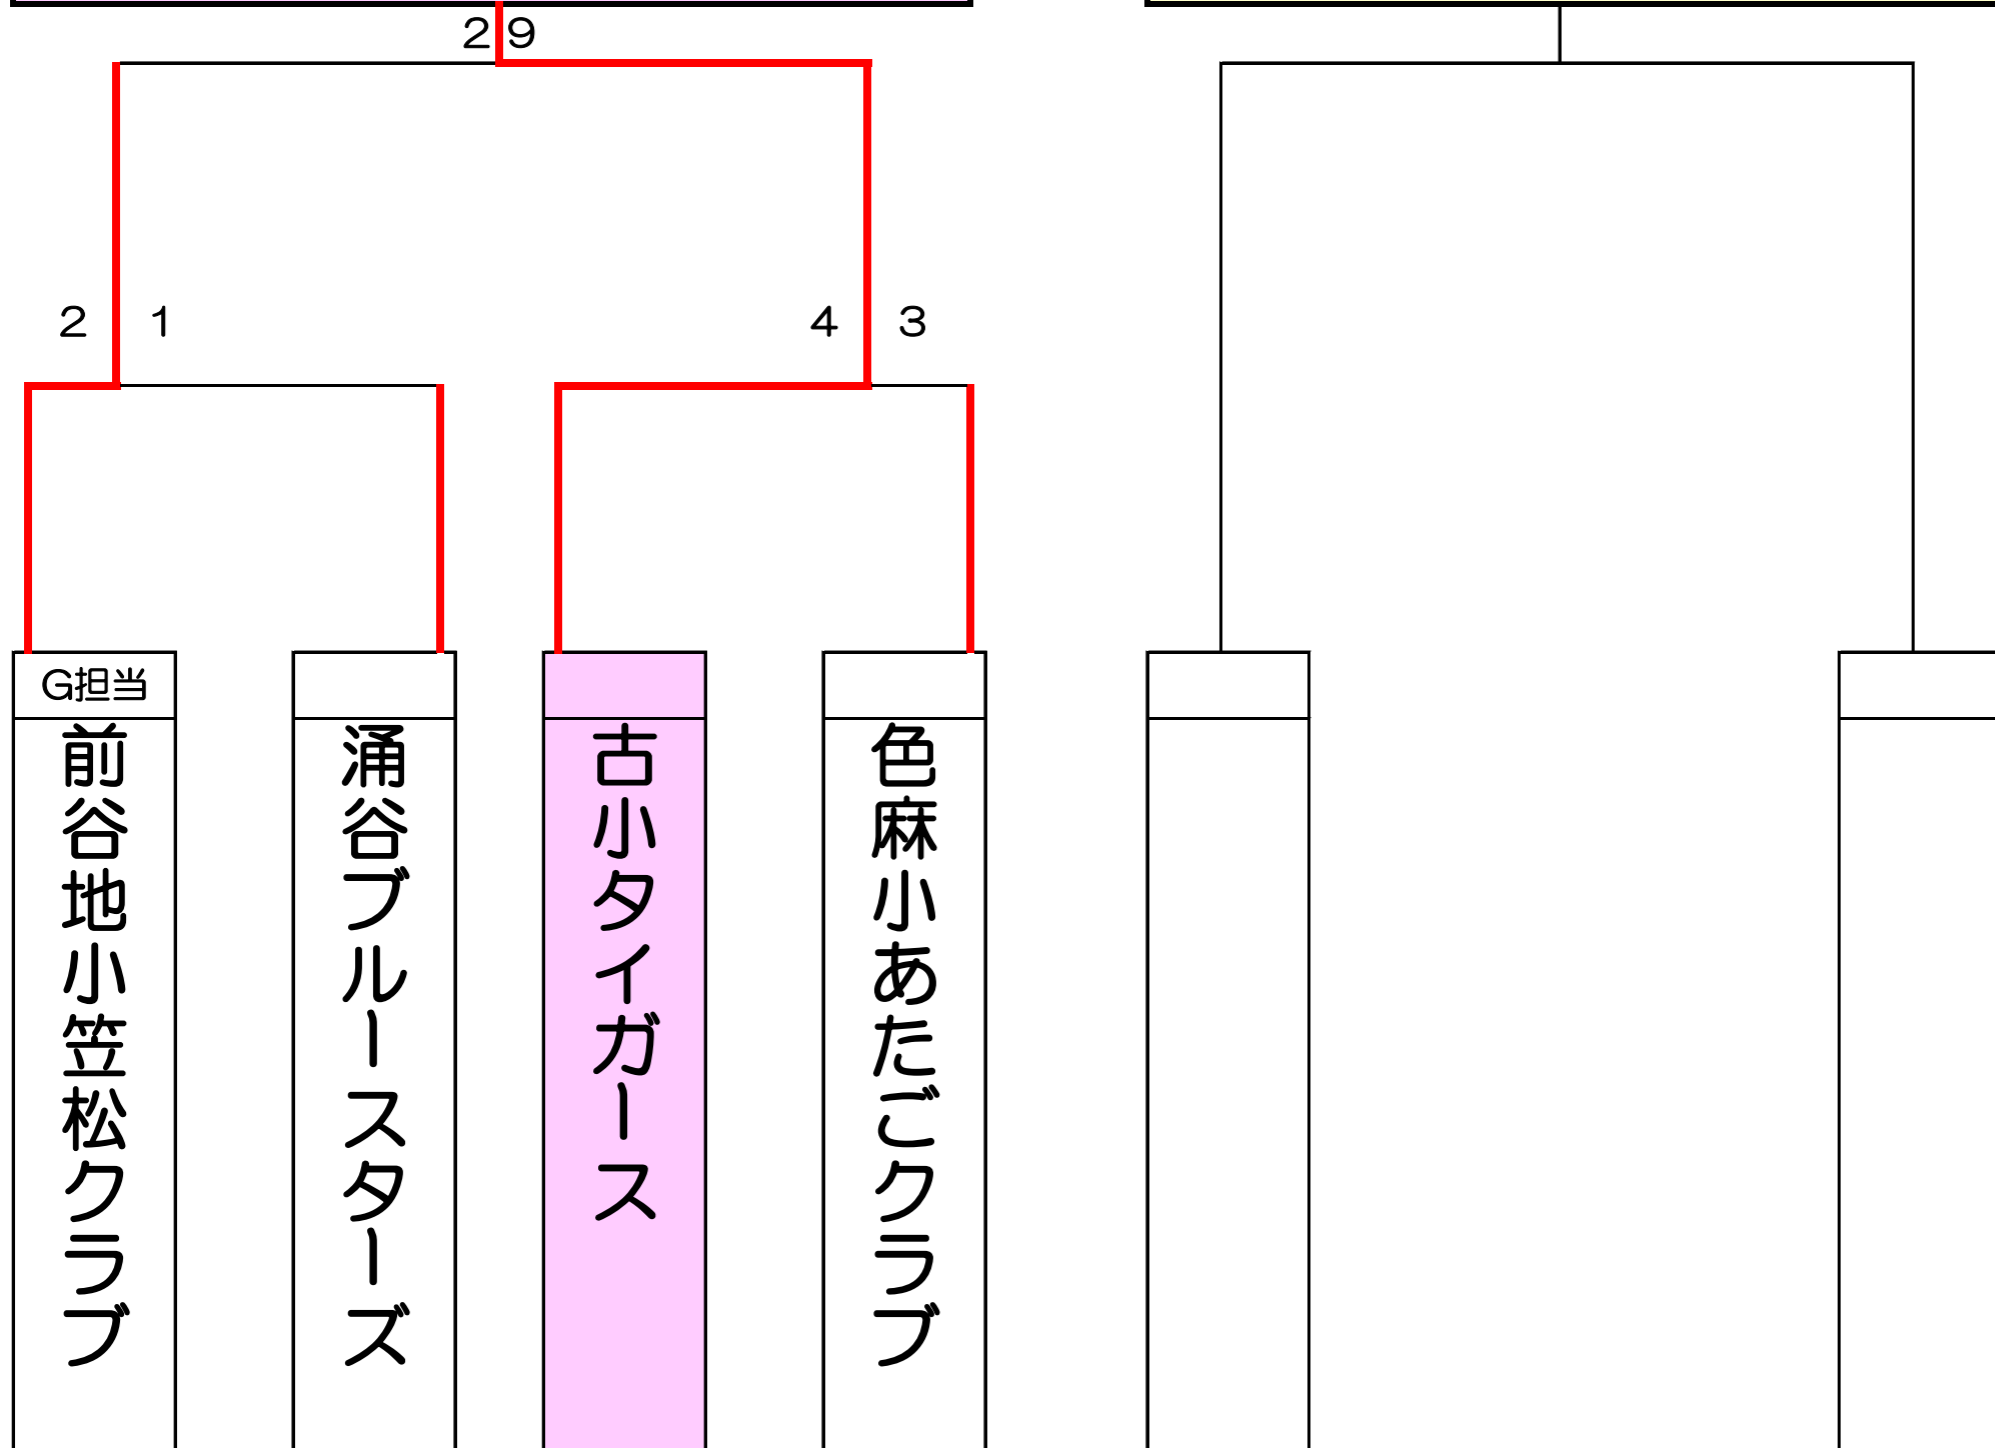 2 9
2 1
4 3
G担当
前谷地小笠松クラブ
涌谷ブルースターズ
古小タイガース
色麻小あたごクラブ